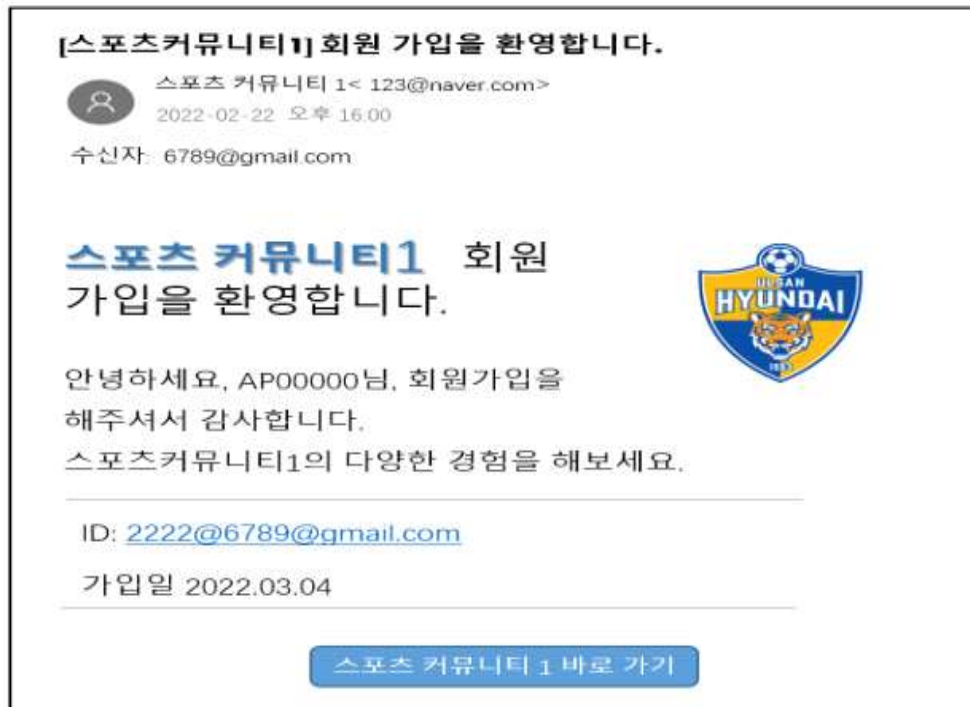 [스포츠커뮤니티1] 회원 가입을 환영합니다.
스포츠 커뮤니티 1< 123@naver.com>
2022-02-22 오후 16:00
수신자: 6789@gmail.com
스포츠 커뮤니티1 회원
가입을 환영합니다.
ULSAN
HYUNDAI
1983
안녕하세요, AP00000님, 회원가입을
해주셔서 감사합니다.
스포츠커뮤니티1의 다양한 경험을 해보세요.
ID: 2222@6789@gmail.com
가입일 2022.03.04
스포츠 커뮤니티 1 바로 가기